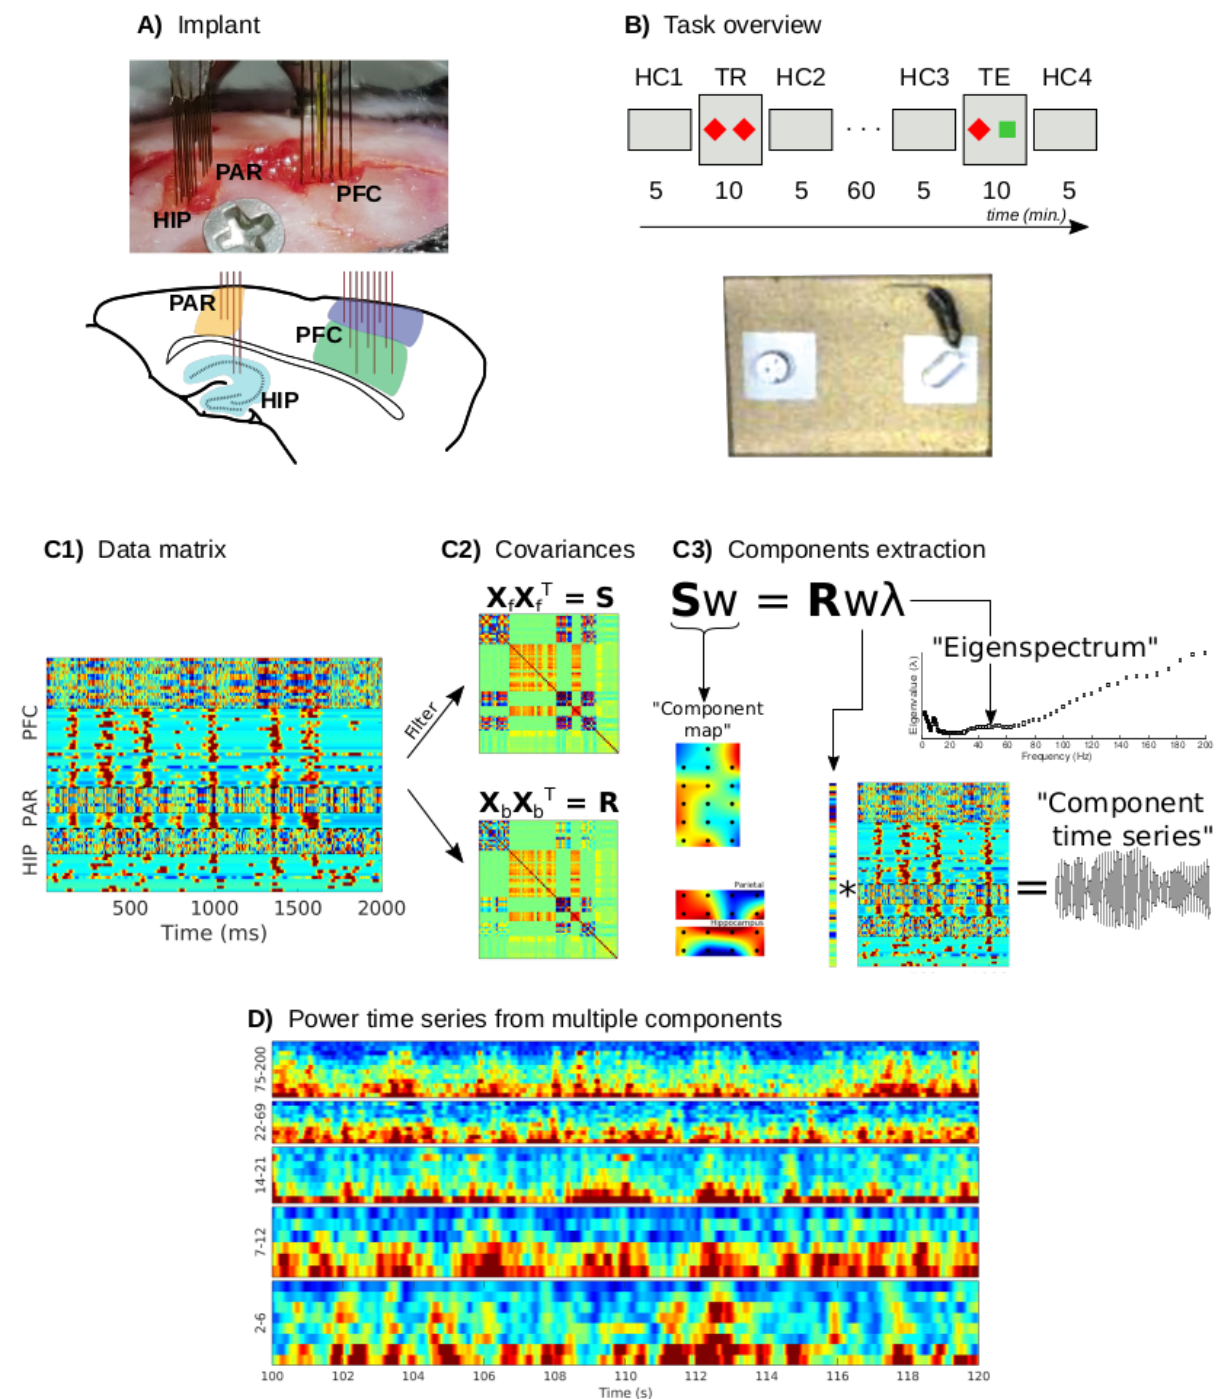 A) Implant
PAR
PFC
HIP
PAR
PFC
HIP
B) Task overview
HC1 TR HC2 HC3 TE HC4
. . .
5 10 5 60 5 10 5
time (min.)
C1) Data matrix
PFC
PAR
HIP
500 1000 1500 2000
Time (ms)
Filter
C2) Covariances
XfXfT = S
XbXbT = R
C3) Components extraction
Sw = Rwλ
"Eigenspectrum"
Eigenvalue (λ)
0 20 40 60 80 100 120 140 160 180 200
Frequency (Hz)
"Component
map"
Parietal
Hippocampus
*
=
"Component
time series"
D) Power time series from multiple components
75-200
22-69
14-21
7-12
2-6
100 102 104 106 108 110 112 114 116 118 120
Time (s)